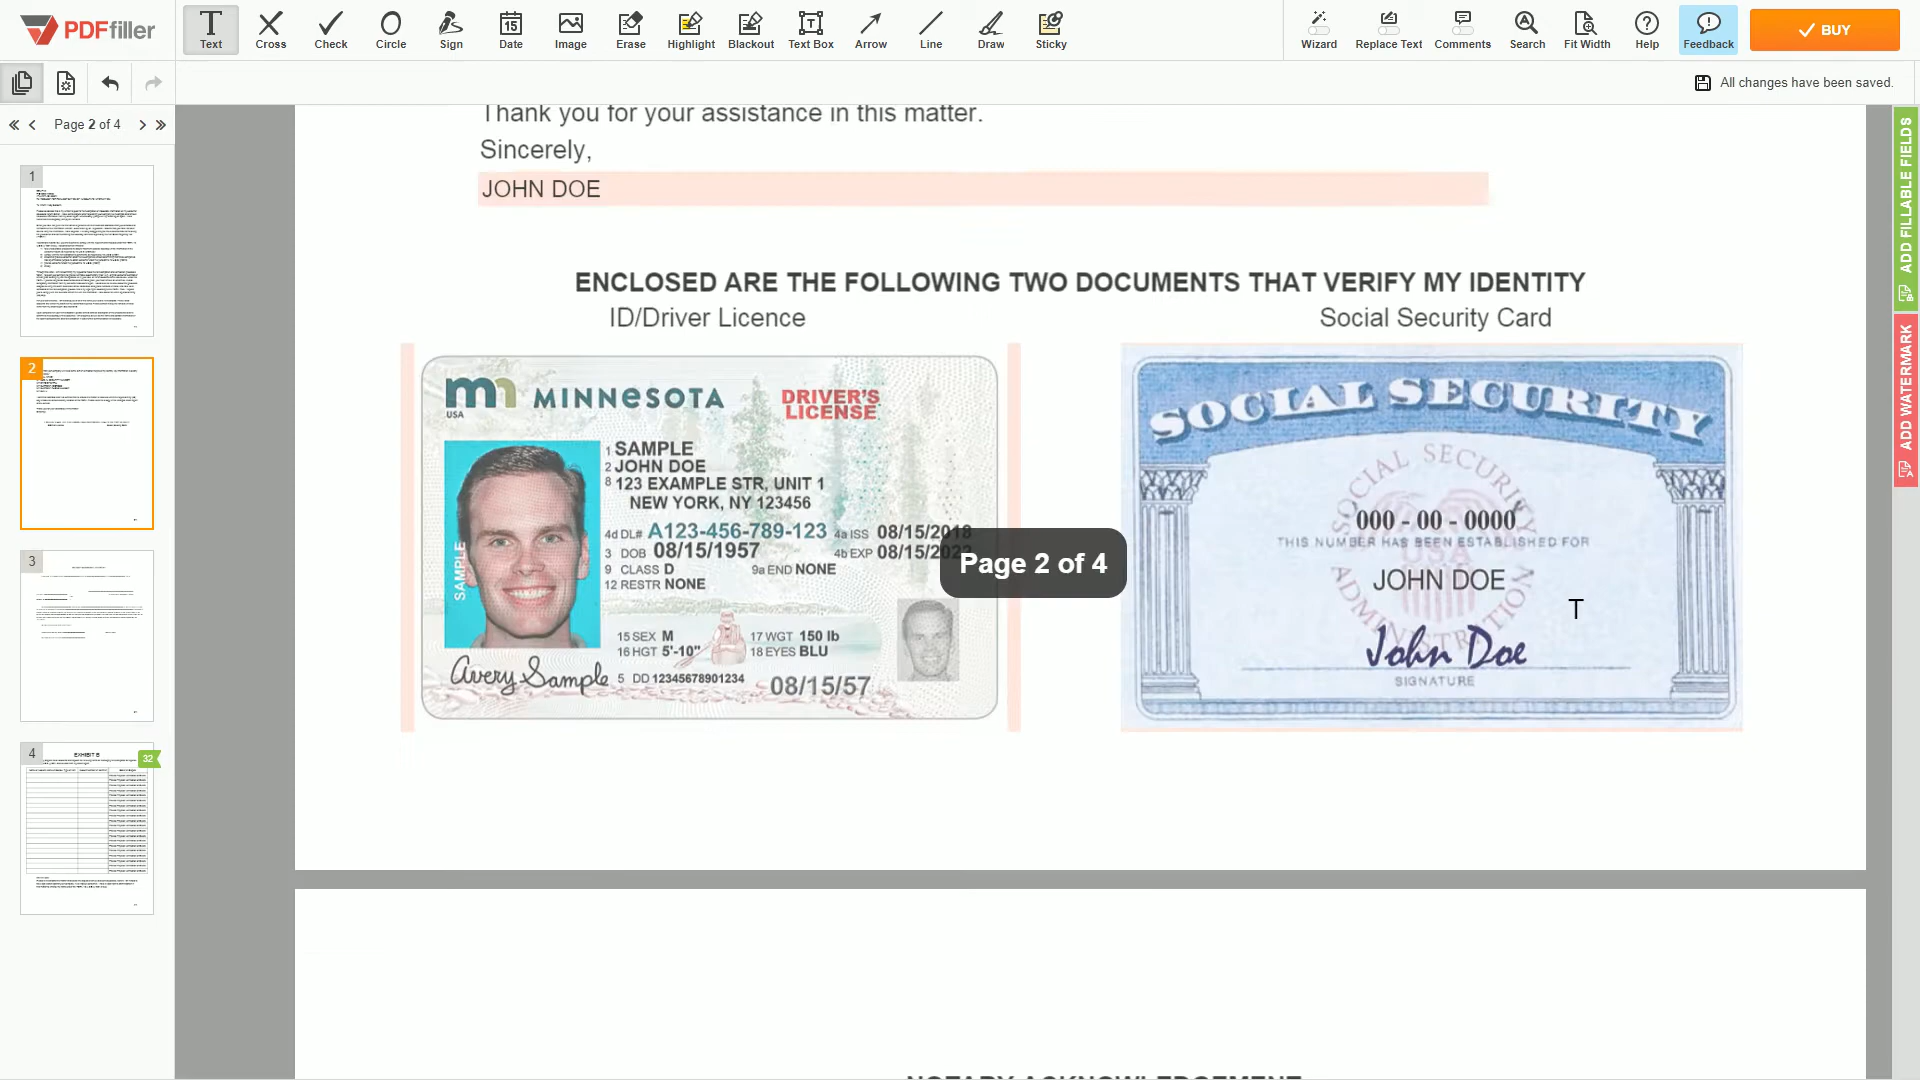 PDFfiller
Text Cross Check Circle Sign Date Image Erase Highlight Blackout Text Box Arrow Line Draw Sticky
15
Wizard Replace Text Comments Search Fit Width Help Feedback BUY
All changes have been saved.
Page 2 of 4
1
2
3
4
EXHIBIT B
32
Thank you for your assistance in this matter.
Sincerely,
JOHN DOE
ENCLOSED ARE THE FOLLOWING TWO DOCUMENTS THAT VERIFY MY IDENTITY
ID/Driver Licence
Social Security Card
mn USA MINNESOTA DRIVER'S
LICENSE
1 SAMPLE
2 JOHN DOE
8 123 EXAMPLE STR, UNIT 1
NEW YORK, NY 123456
4d DL# A123-456-789-123 4a ISS 08/15/2018
3 DOB 08/15/1957 4b EXP 08/15/2022
9 CLASS D 9a END NONE
12 RESTR NONE
15 SEX M 17 WGT 150 lb
16 HGT 5'-10" 18 EYES BLU
5 DD 12345678901234 08/15/57
SAMPLE
Avery Sample
SOCIAL SECURITY
SOCIAL SECURITY ADMINISTRATION
USA
000 - 00 - 0000
THIS NUMBER HAS BEEN ESTABLISHED FOR
JOHN DOE
John Doe
SIGNATURE
Page 2 of 4
NOTARY ACKNOWLEDGEMENT
ADD FILLABLE FIELDS
ADD WATERMARK